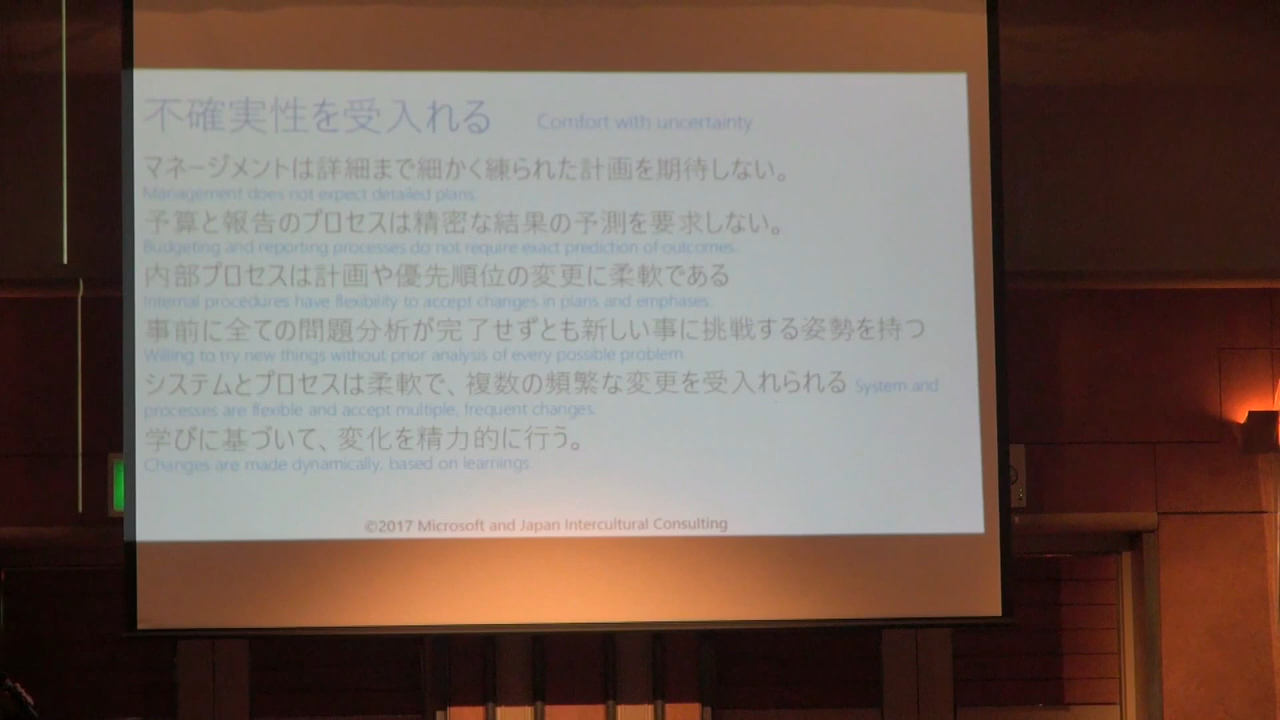 不確実性を受入れる Comfort with uncertainty
マネージメントは詳細まで細かく練られた計画を期待しない。
Management does not expect detailed plans.
予算と報告のプロセスは精密な結果の予測を要求しない。
Budgeting and reporting processes do not require exact prediction of outcomes.
内部プロセスは計画や優先順位の変更に柔軟である
Internal procedures have flexibility to accept changes in plans and emphases.
事前に全ての問題分析が完了せずとも新しい事に挑戦する姿勢を持つ
Willing to try new things without prior analysis of every possible problem
システムとプロセスは柔軟で、複数の頻繁な変更を受入れられる System and
processes are flexible and accept multiple, frequent changes.
学びに基づいて、変化を精力的に行う。
Changes are made dynamically, based on learnings.
©2017 Microsoft and Japan Intercultural Consulting